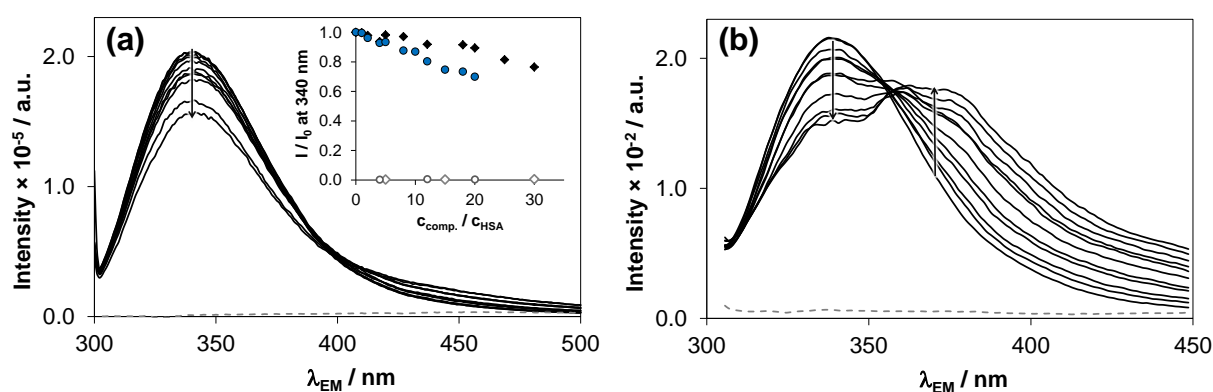 (a)
2.0
1.0
0.0
Intensity × 10⁻⁵ / a.u.
300 350 400 450 500
λEM / nm
I / I₀ at 340 nm
1.0
0.8
0.6
0.4
0.2
0.0
0 10 20 30
ccomp. / cHSA
(b)
2.0
1.0
0.0
Intensity × 10⁻² / a.u.
300 350 400 450
λEM / nm